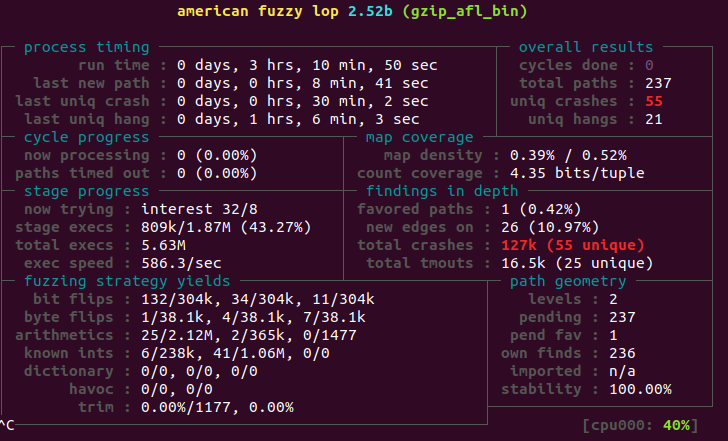 american fuzzy lop 2.52b (gzip_afl_bin)
process timing overall results
run time : 0 days, 3 hrs, 10 min, 50 sec cycles done : 0
last new path : 0 days, 0 hrs, 8 min, 41 sec total paths : 237
last uniq crash : 0 days, 0 hrs, 30 min, 2 sec uniq crashes : 55
last uniq hang : 0 days, 1 hrs, 6 min, 3 sec uniq hangs : 21
cycle progress map coverage
now processing : 0 (0.00%) map density : 0.39% / 0.52%
paths timed out : 0 (0.00%) count coverage : 4.35 bits/tuple
stage progress findings in depth
now trying : interest 32/8 favored paths : 1 (0.42%)
stage execs : 809k/1.87M (43.27%) new edges on : 26 (10.97%)
total execs : 5.63M total crashes : 127k (55 unique)
exec speed : 586.3/sec total tmouts : 16.5k (25 unique)
fuzzing strategy yields path geometry
bit flips : 132/304k, 34/304k, 11/304k levels : 2
byte flips : 1/38.1k, 4/38.1k, 7/38.1k pending : 237
arithmetics : 25/2.12M, 2/365k, 0/1477 pend fav : 1
known ints : 6/238k, 41/1.06M, 0/0 own finds : 236
dictionary : 0/0, 0/0, 0/0 imported : n/a
havoc : 0/0, 0/0 stability : 100.00%
trim : 0.00%/1177, 0.00%
^C [cpu000: 40%]